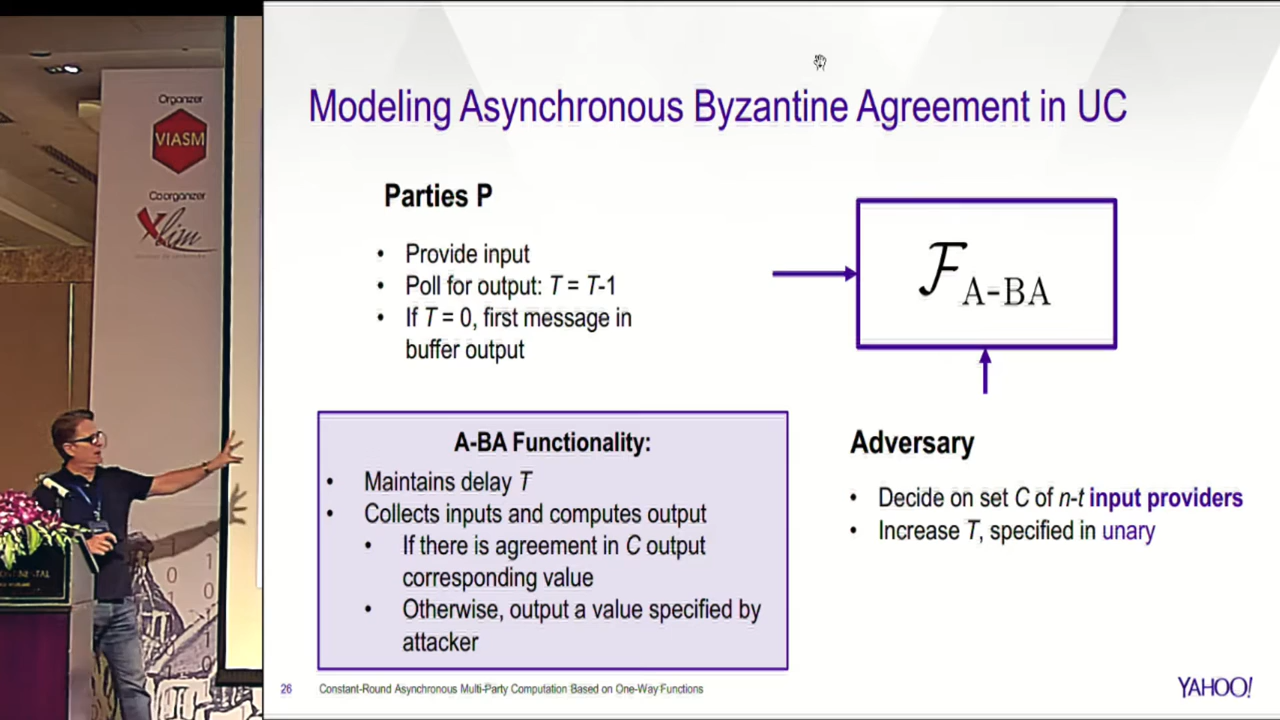 Organizer
VIASM
Coorganizer
Xlim
Modeling Asynchronous Byzantine Agreement in UC
Parties P
• Provide input
• Poll for output: T = T-1
• If T = 0, first message in
buffer output
F A-BA
A-BA Functionality:
• Maintains delay T
• Collects inputs and computes output
• If there is agreement in C output
corresponding value
• Otherwise, output a value specified by
attacker
Adversary
• Decide on set C of n-t input providers
• Increase T, specified in unary
26 Constant-Round Asynchronous Multi-Party Computation Based on One-Way Functions
YAHOO!